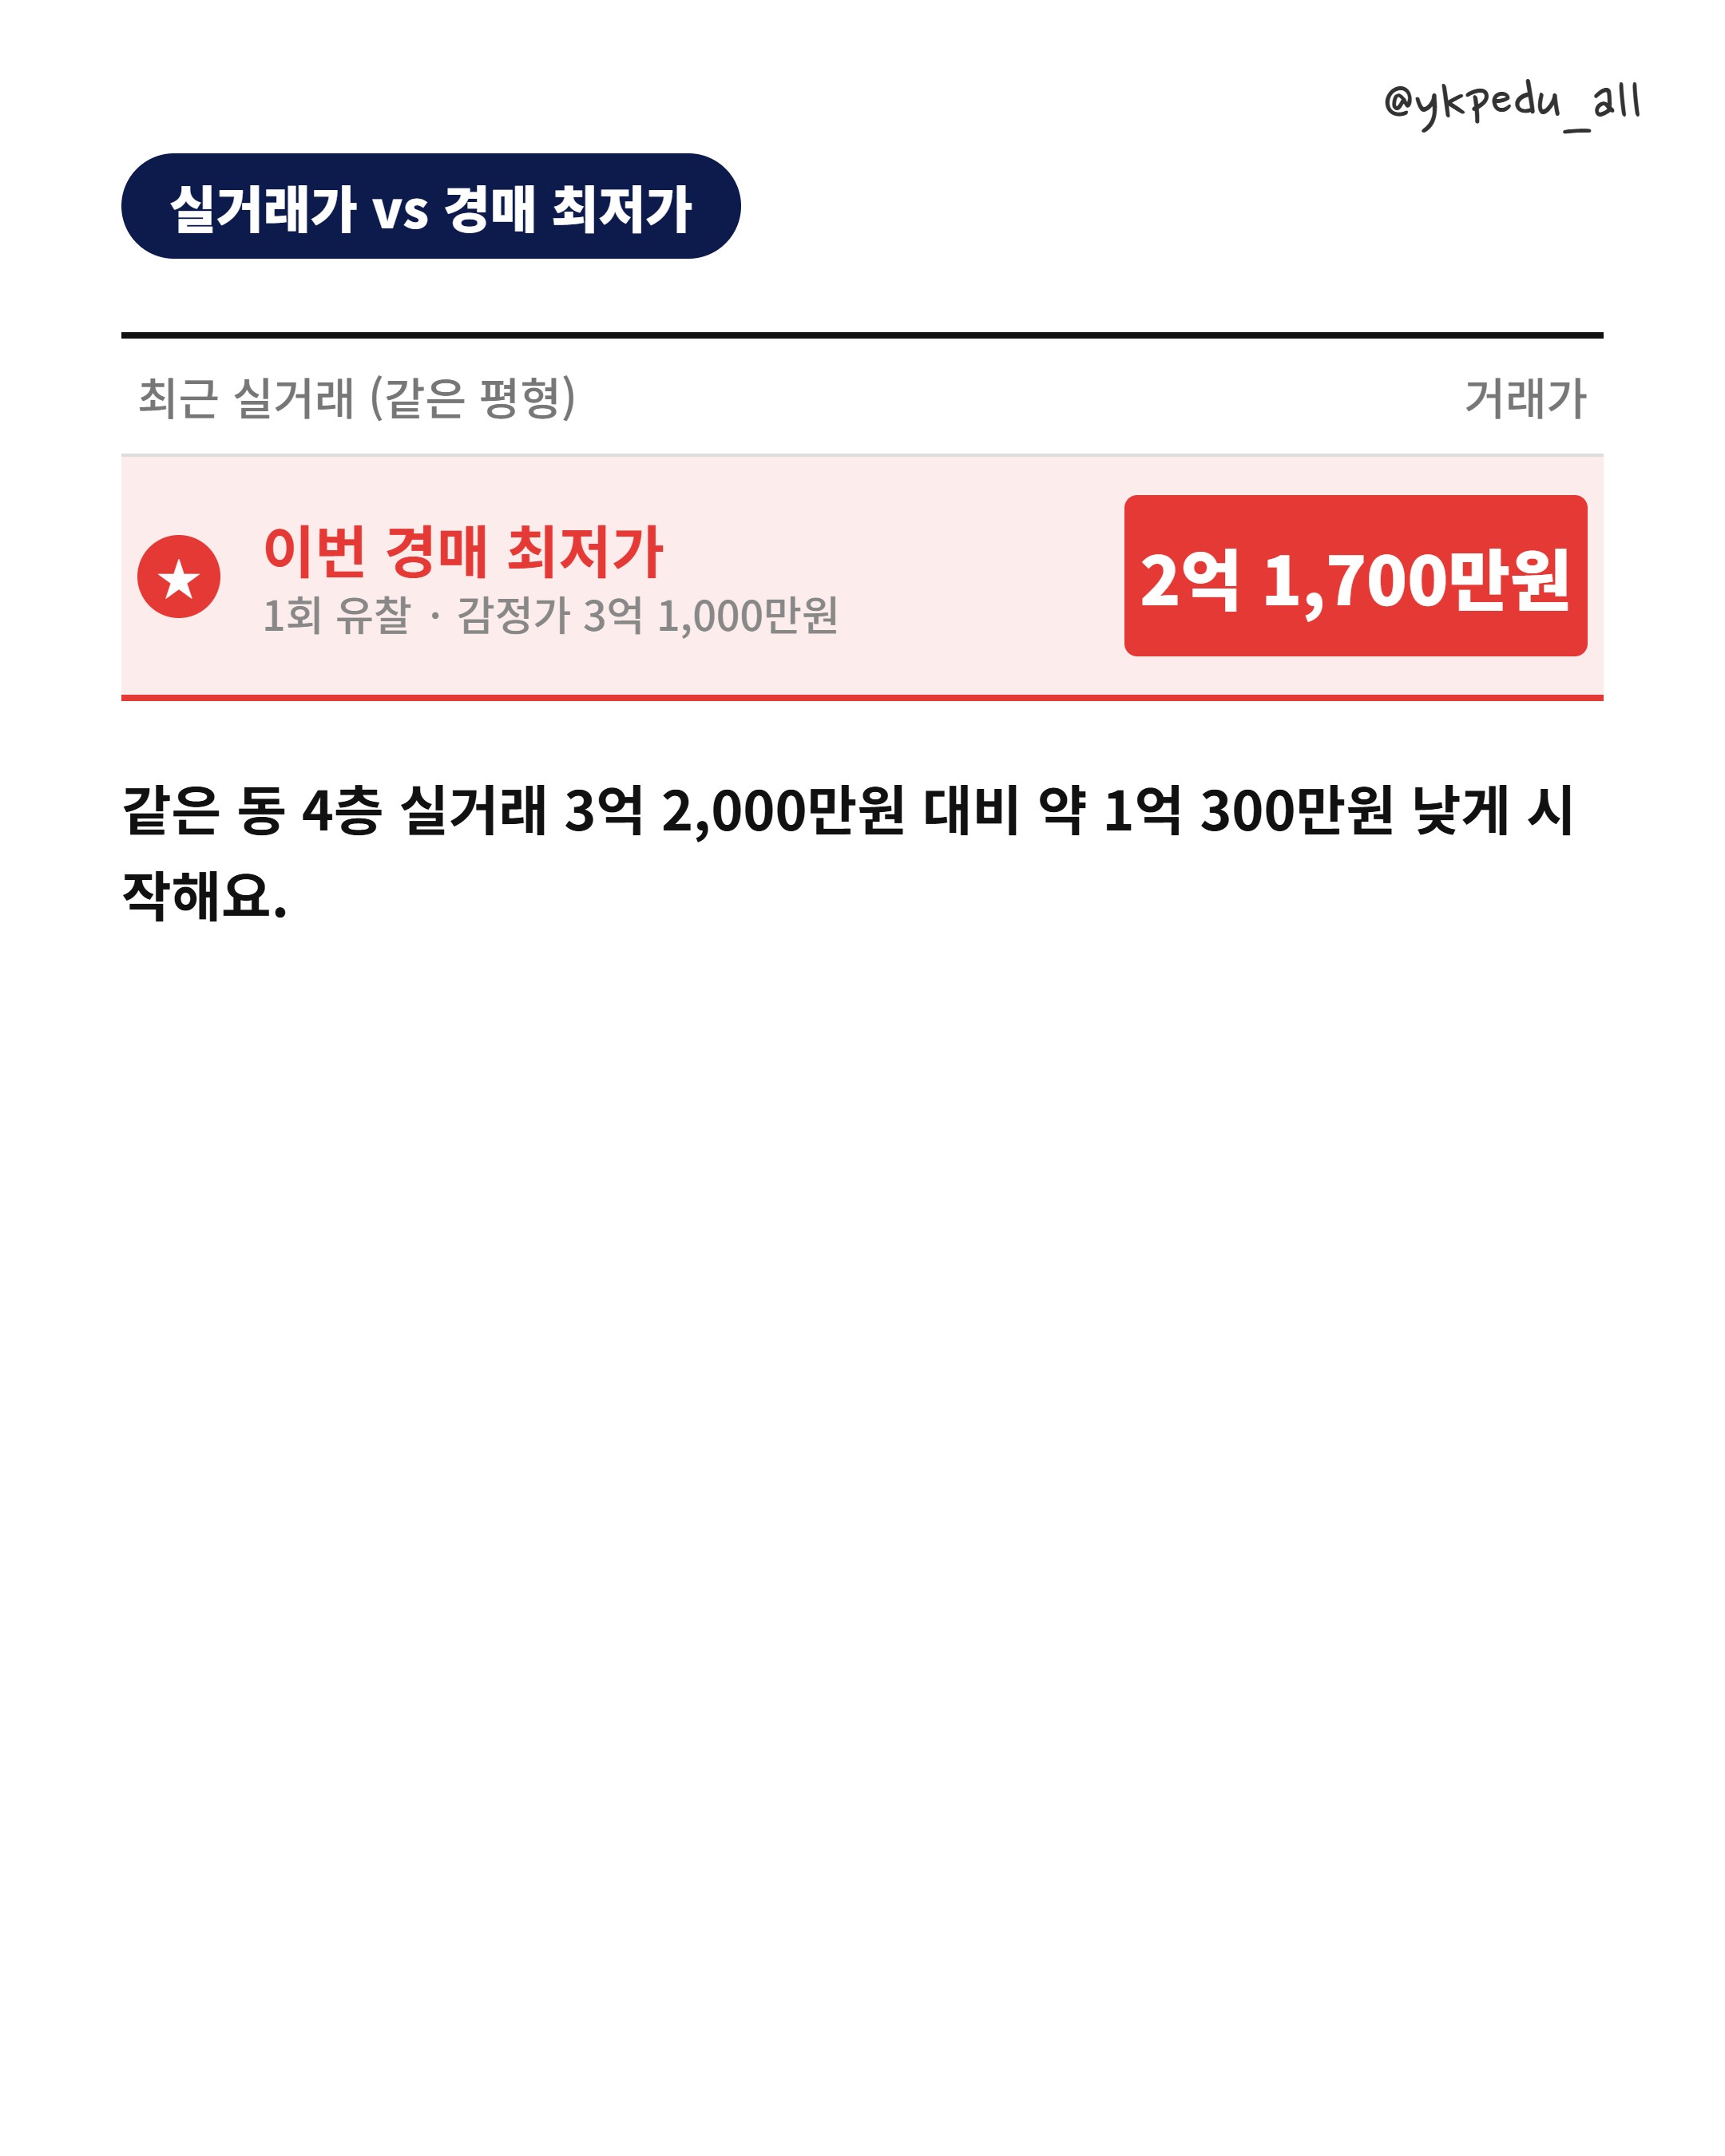 @ykpedu_all
실거래가 vs 경매 최저가
최근 실거래 (같은 평형) 거래가
★ 이번 경매 최저가 2억 1,700만원
1회 유찰 · 감정가 3억 1,000만원
같은 동 4층 실거래 3억 2,000만원 대비 약 1억 300만원 낮게 시
작해요.